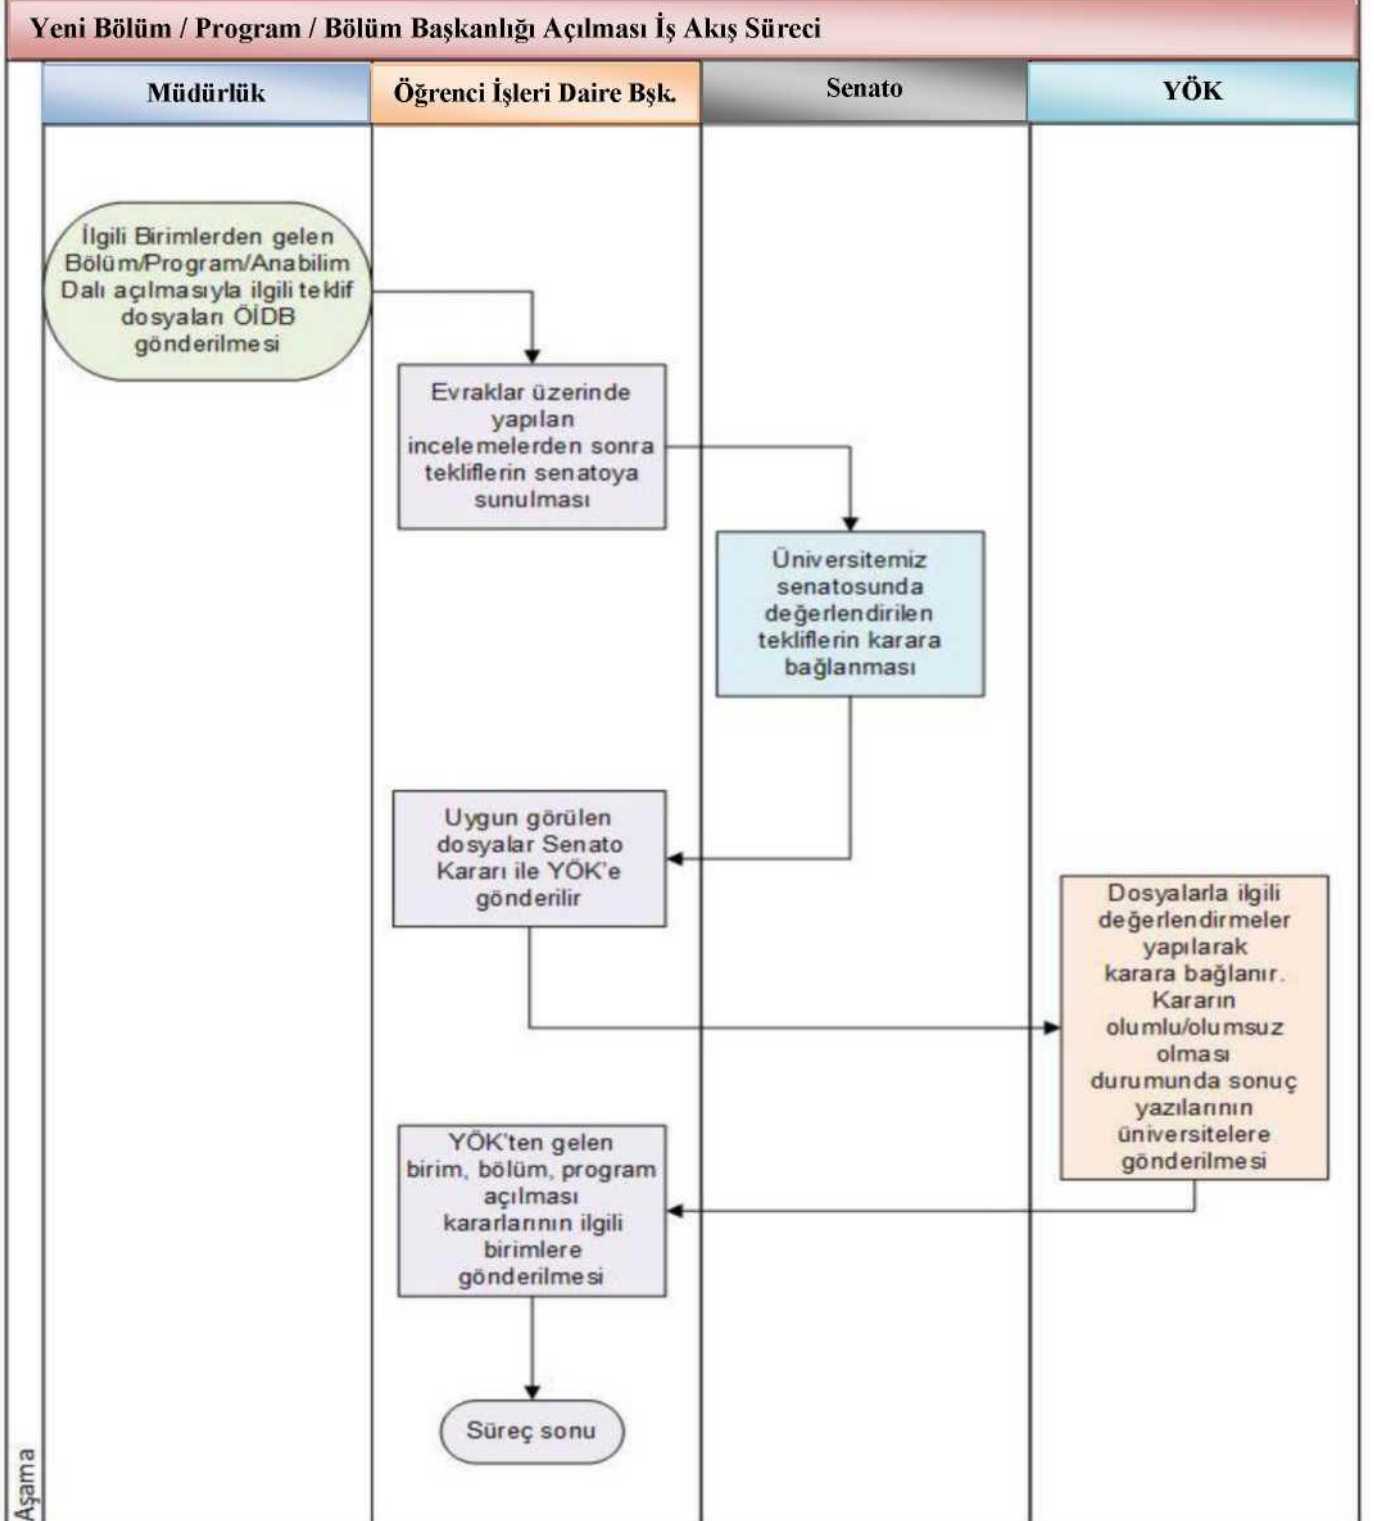 Yeni Bölüm / Program / Bölüm Başkanlığı Açılması İş Akış Süreci
Müdürlük
Öğrenci İşleri Daire Bşk.
Senato
YÖK
İlgili Birimlerden gelen
Bölüm/Program/Anabilim
Dalı açılmasıyla ilgili teklif
dosyaları ÖİDB
gönderilmesi
Evraklar üzerinde
yapılan
incelemelerden sonra
tekliflerin senatoya
sunulması
Üniversitemiz
senatosunda
değerlendirilen
tekliflerin karara
bağlanması
Uygun görülen
dosyalar Senato
Kararı ile YÖK'e
gönderilir
Dosyalarla ilgili
değerlendirmeler
yapılarak
karara bağlanır.
Kararın
olumlu/olumsuz
olması
durumunda sonuç
yazılarının
üniversitelere
gönderilmesi
YÖK'ten gelen
birim, bölüm, program
açılması
kararlarının ilgili
birimlere
gönderilmesi
Süreç sonu
Aşama